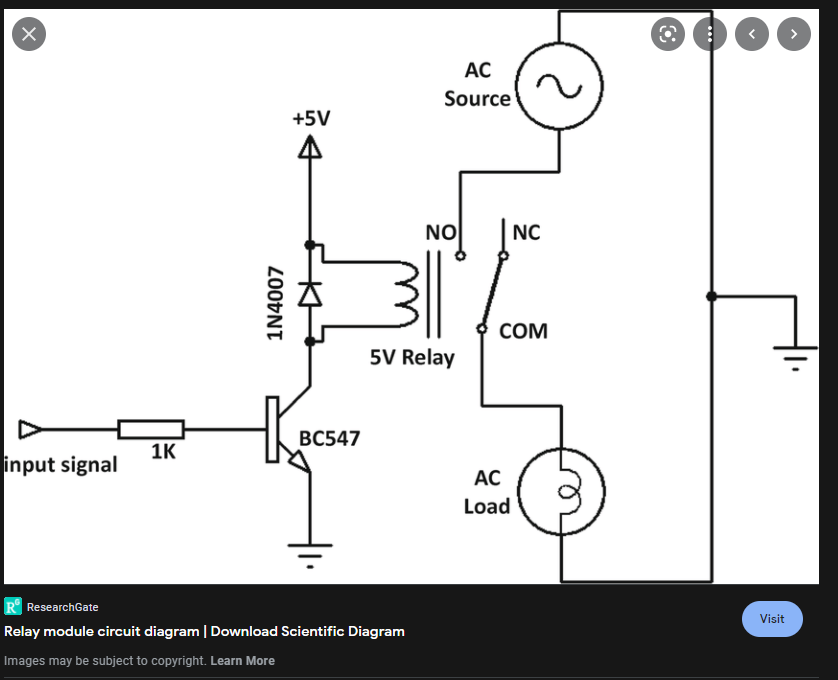 AC
Source
+5V
NO
NC
1N4007
COM
5V Relay
BC547
1K
input signal
AC
Load
R⁶ ResearchGate
Relay module circuit diagram | Download Scientific Diagram
Visit
Images may be subject to copyright. Learn More